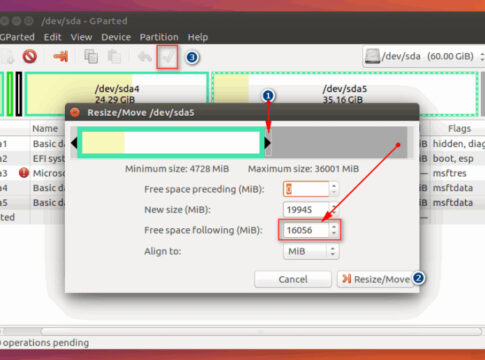 /dev/sda - GParted
GParted Edit View Device Partition Help
3
/dev/sda (60.00 GiB)
/dev/sda4
24.29 GiB
/dev/sda5
35.16 GiB
Name
Flags
Resize/Move /dev/sda5
1
a1 Basic da
hidden, diag
a2 EFI syst
boot, esp
a3 Microso
msftres
a4 Basic da
msftdata
a5 Basic da
msftdata
ated
Minimum size: 4728 MiB Maximum size: 36001 MiB
Free space preceding (MiB): 0
New size (MiB): 19945
Free space following (MiB): 16056
Align to: MiB
Cancel Resize/Move 2
0 operations pending